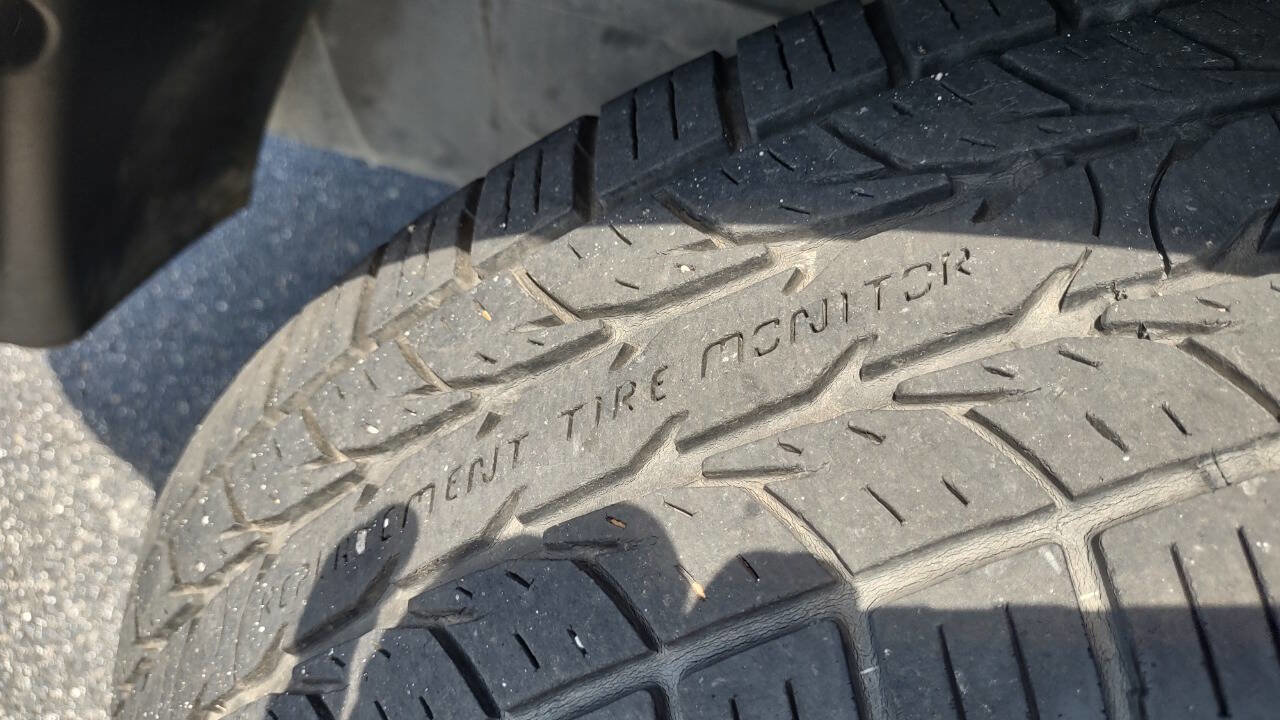 REPLACEMENT TIRE MONITOR